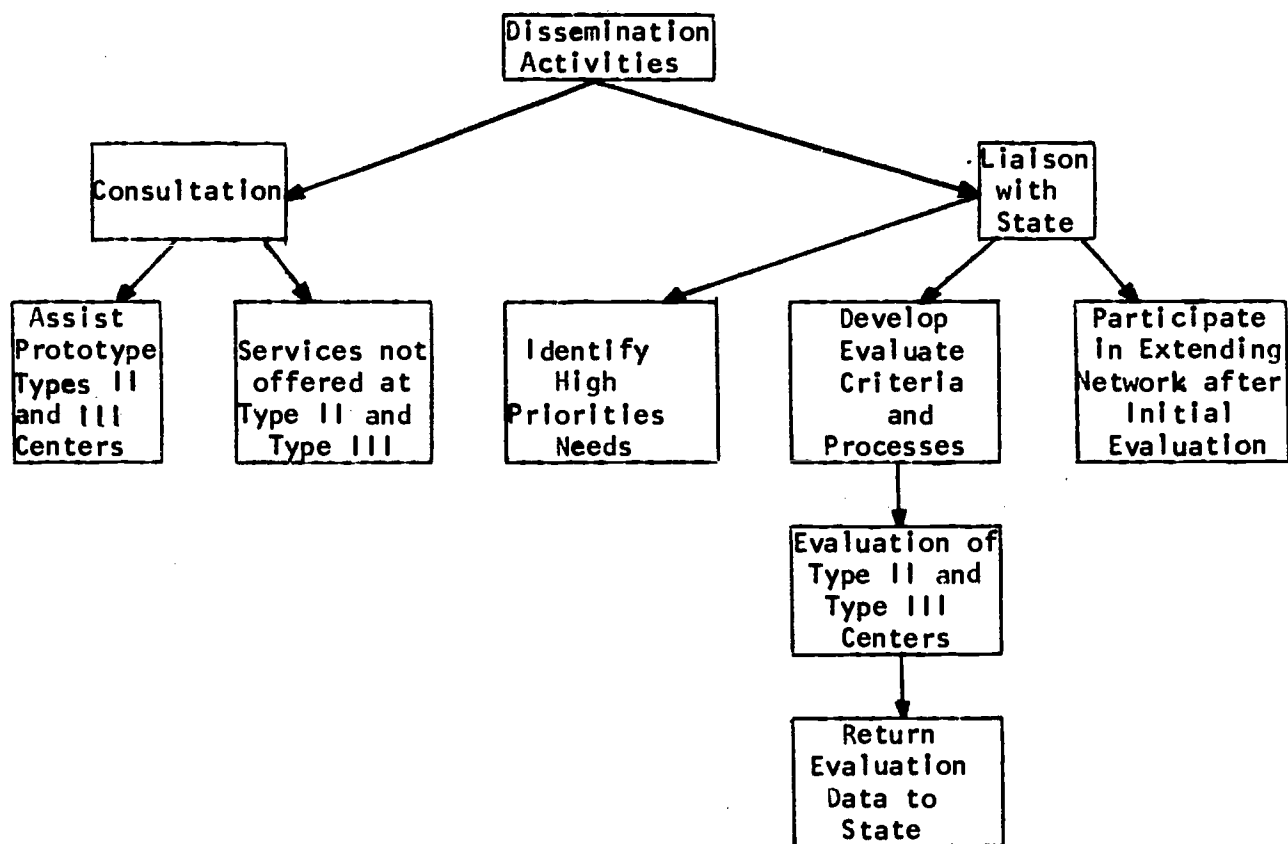 Dissemination
Activities
Consultation
Liaison
with
State
Assist
Prototype
Types II
and III
Centers
Services not
offered at
Type II and
Type III
Identify
High
Priorities
Needs
Develop
Evaluate
Criteria
and
Processes
Participate
in Extending
Network after
Initial
Evaluation
Evaluation of
Type II and
Type III
Centers
Return
Evaluation
Data to
State